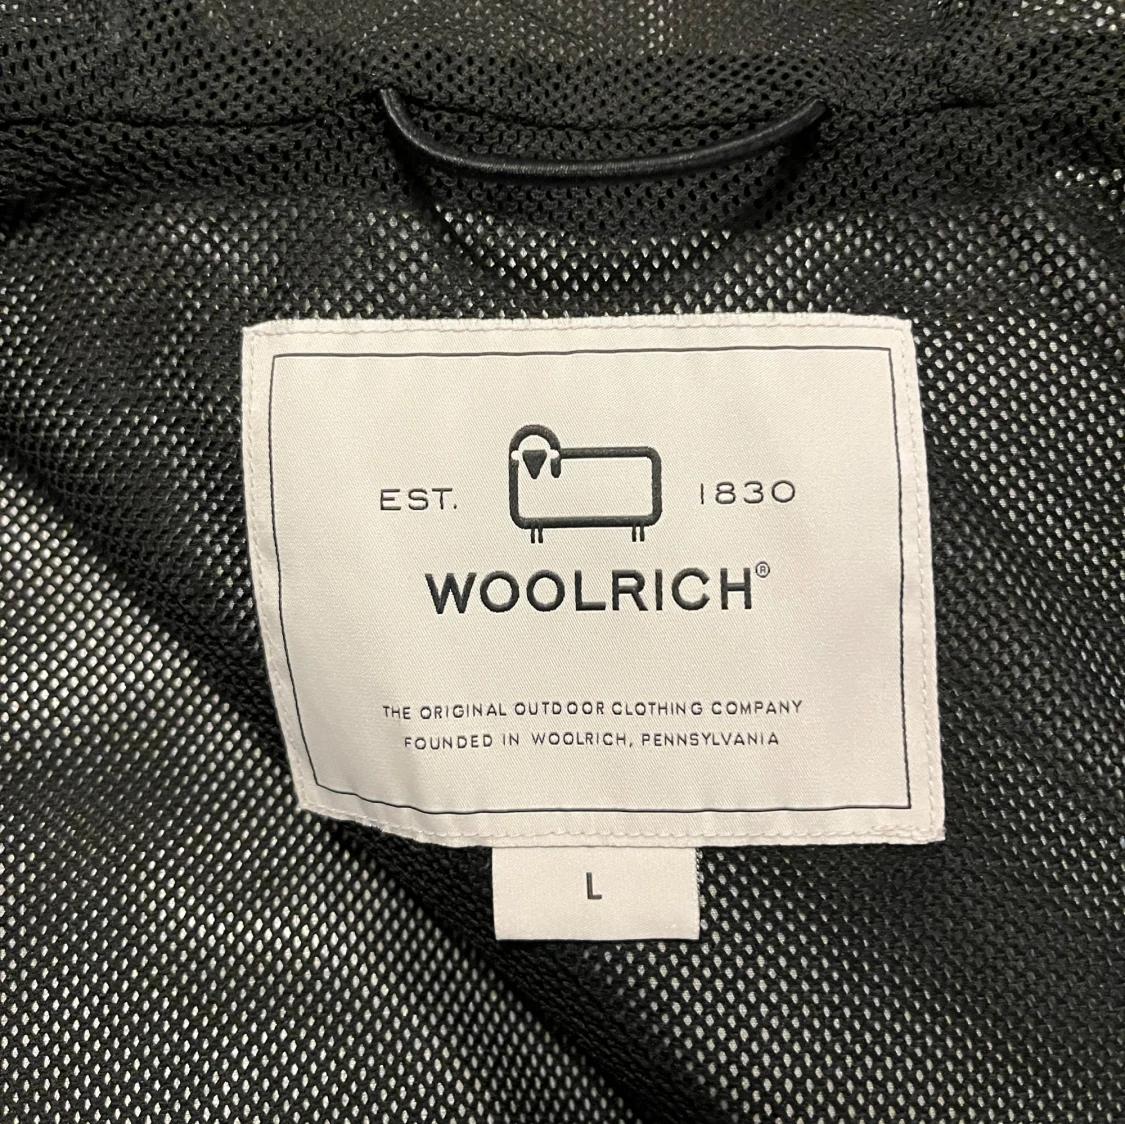 EST. 1830
WOOLRICH®
THE ORIGINAL OUTDOOR CLOTHING COMPANY
FOUNDED IN WOOLRICH, PENNSYLVANIA
L